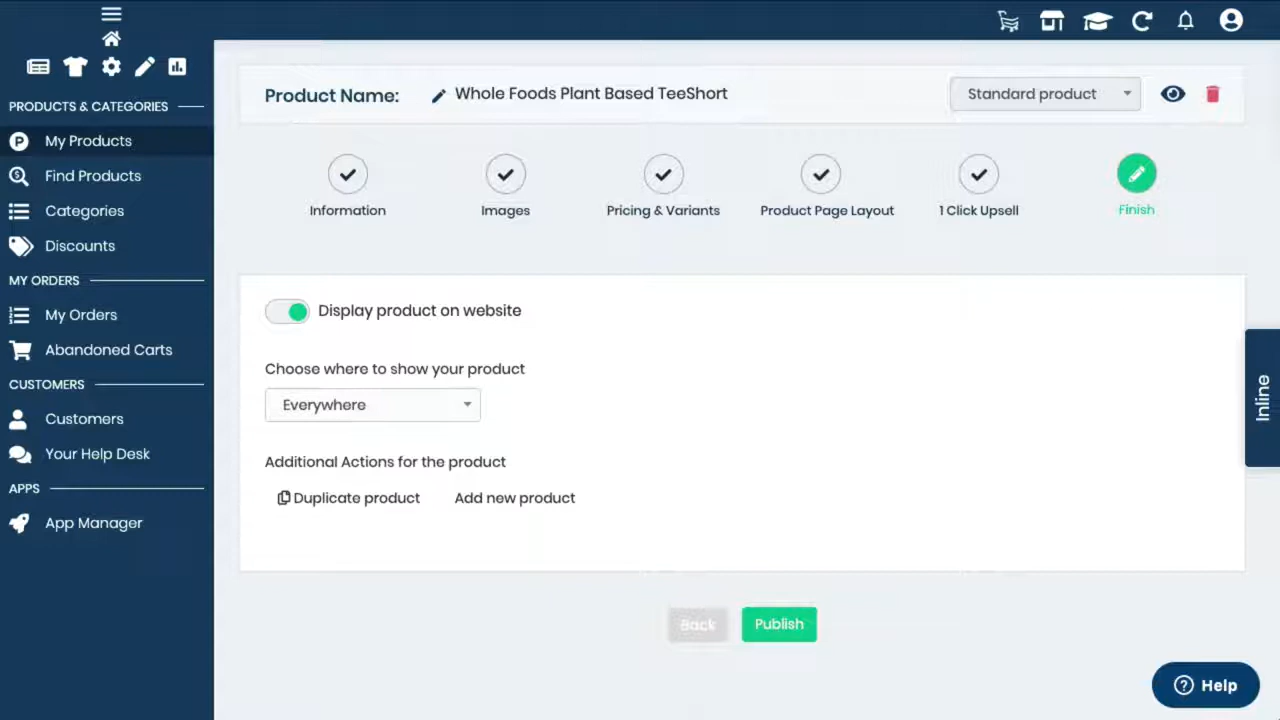 Product Name: Whole Foods Plant Based TeeShort
Standard product
PRODUCTS & CATEGORIES
My Products
Find Products
Categories
Discounts
MY ORDERS
My Orders
Abandoned Carts
CUSTOMERS
Customers
Your Help Desk
APPS
App Manager
Information
Images
Pricing & Variants
Product Page Layout
1 Click Upsell
Finish
Display product on website
Choose where to show your product
Everywhere
Additional Actions for the product
Duplicate product
Add new product
Back
Publish
Inline
Help